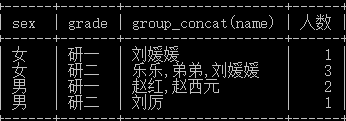 sex grade group_concat(name) 人数
女 研一 刘媛媛 1
女 研二 乐乐,弟弟,刘媛媛 3
男 研一 赵红,赵西元 2
男 研二 刘厉 1